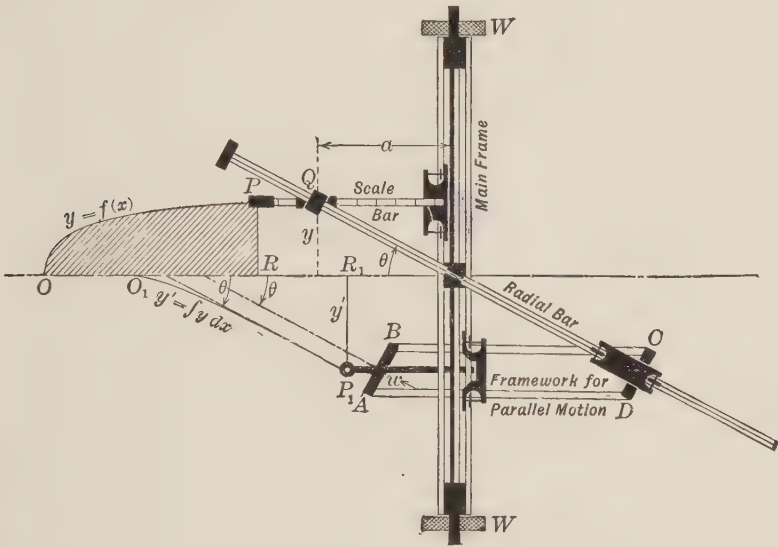 W
a
Main Frame
Q
P
Scale
Bar
y = f(x)
y
θ
R
R₁
O
O₁
θ
θ
y' = ∫y dx
y'
Radial Bar
B
C
P₁
A
w
Framework for
Parallel Motion
D
W